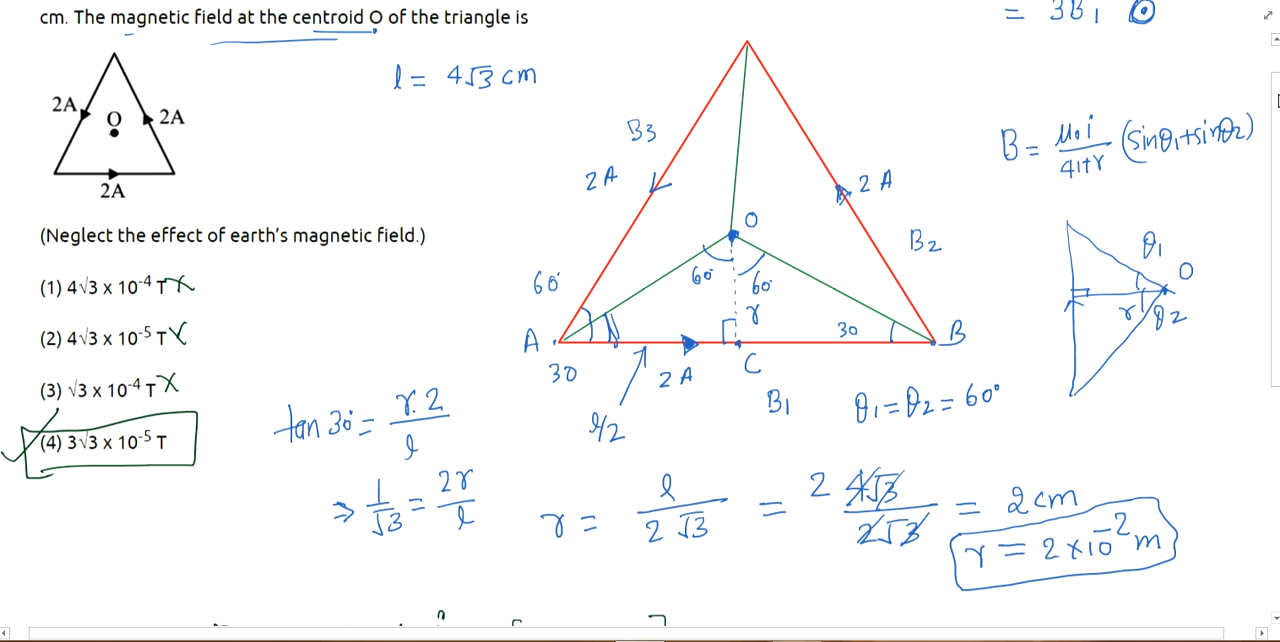 cm. The magnetic field at the centroid O of the triangle is
= 3B1
l = 4√3 cm
2A
O
2A
2A
B3
2A
2A
B2
B = μ₀i/4πr (sinθ1+sinθ2)
θ1
O
r
θ2
(Neglect the effect of earth's magnetic field.)
(1) 4√3 x 10-4 T
(2) 4√3 x 10-5 T
(3) √3 x 10-4 T
(4) 3√3 x 10-5 T
O
60°
60°
60°
r
30
A
B
30
2A
C
B1
l/2
θ1 = θ2 = 60°
tan 30° = r.2/l
⇒ 1/√3 = 2r/l
r = l/2√3 = 2 4√3/2√3 = 2cm
r = 2×10-2 m